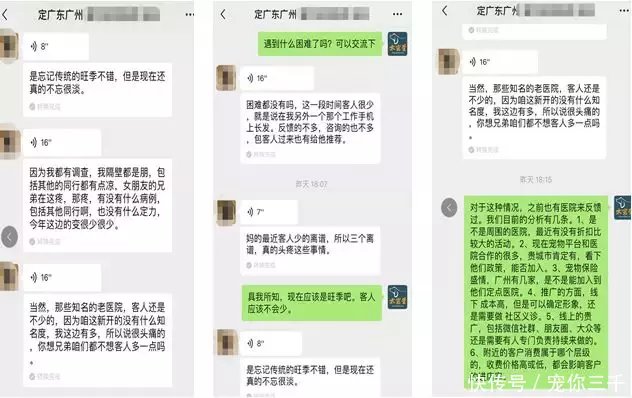 定广东广州
8"
是忘记传统的旺季不错，但是现在还
真的不忘很淡。
转换完成
16"
因为我都有调查，我隔壁都是朋，包
括其他的同行都有点凉，女朋友的兄
弟在这疼，那疼，有没有什么病例，
包括其他同行啊，也没有什么定力，
今年这边的变很少很少。
转换完成
16"
当然，那些知名的老医院，客人还是
不少的，因为咱这新开的没有什么知
名度，我这边有多，所以说很头痛的
，你想兄弟咱们都不想客人多一点吗
转换完成
定广东广州
遇到什么困难了吗？可以交流下
16"
困难都没有吗，这一段时间客人很少
，就是说在我另外一个那个工作手机
上长发。反馈的不多，咨询的也不多，
包客人过来也有给他推荐。
转换完成
昨天 18:07
7"
妈的最近客人少的离谱，所以三个离
谱，真的头疼这些事情。
转换完成
具我所知，现在应该是旺季吧，客人
应该不会少。
8"
是忘记传统的旺季不错，但是现在还
真的不忘很淡。
转换完成
定广东广州
转换完成
16"
当然，那些知名的老医院，客人还是
不少的，因为咱这新开的没有什么知
名度，我这边有多，所以说很头痛的
，你想兄弟咱们都不想客人多一点吗
转换完成
昨天 18:15
对于这种情况，之前也有医院来反馈
过。我们目前的分析有几条。1、是
不是周围的医院，最近有没有折扣比
较大的活动。2、现在宠物平台和医
院合作的很多，贵城市肯定有，看下
他们政策，能否加入。3、宠物保险
盛情，广州有几家，是不是能加入到
他们定点医院。4、推广的方面，线
下 成本高，但是可以确定形象，还
是需要做 社区义诊。5、线上的贵
广，包括微信社群、朋友圈、大众等
还是需要有人专门负责持续来做的。
6、附近的客户消费属于哪个层级
的，收费价格高或低，都会影响客户
快传号／宠你三千